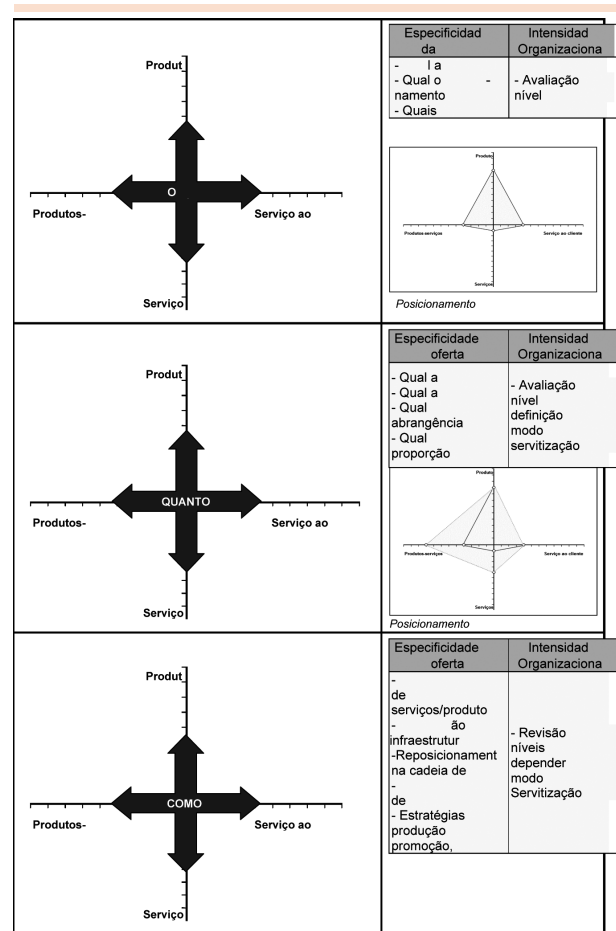 Produt
O
Produtos-
Serviço ao
Serviço
Especificidad
da
Intensidad
Organizaciona
- l a
- Qual o -
namento
- Quais
- Avaliação
nível
Produto
Produtos-serviços
Serviço ao cliente
Serviços
Posicionamento
Produt
QUANTO
Produtos-
Serviço ao
Serviço
Especificidade
oferta
Intensidad
Organizaciona
- Qual a
- Qual a
- Qual
abrangência
- Qual
proporção
- Avaliação
nível
definição
modo
servitização
Produto
Produtos-serviços
Serviço ao cliente
Serviços
Posicionamento
Produt
COMO
Produtos-
Serviço ao
Serviço
Especificidade
oferta
Intensidad
Organizaciona
-
de
serviços/produto
- ão
infraestrutur
-Reposicionament
na cadeia de
-
de
- Estratégias
produção
promoção,
- Revisão
níveis
depender
modo
Servitização